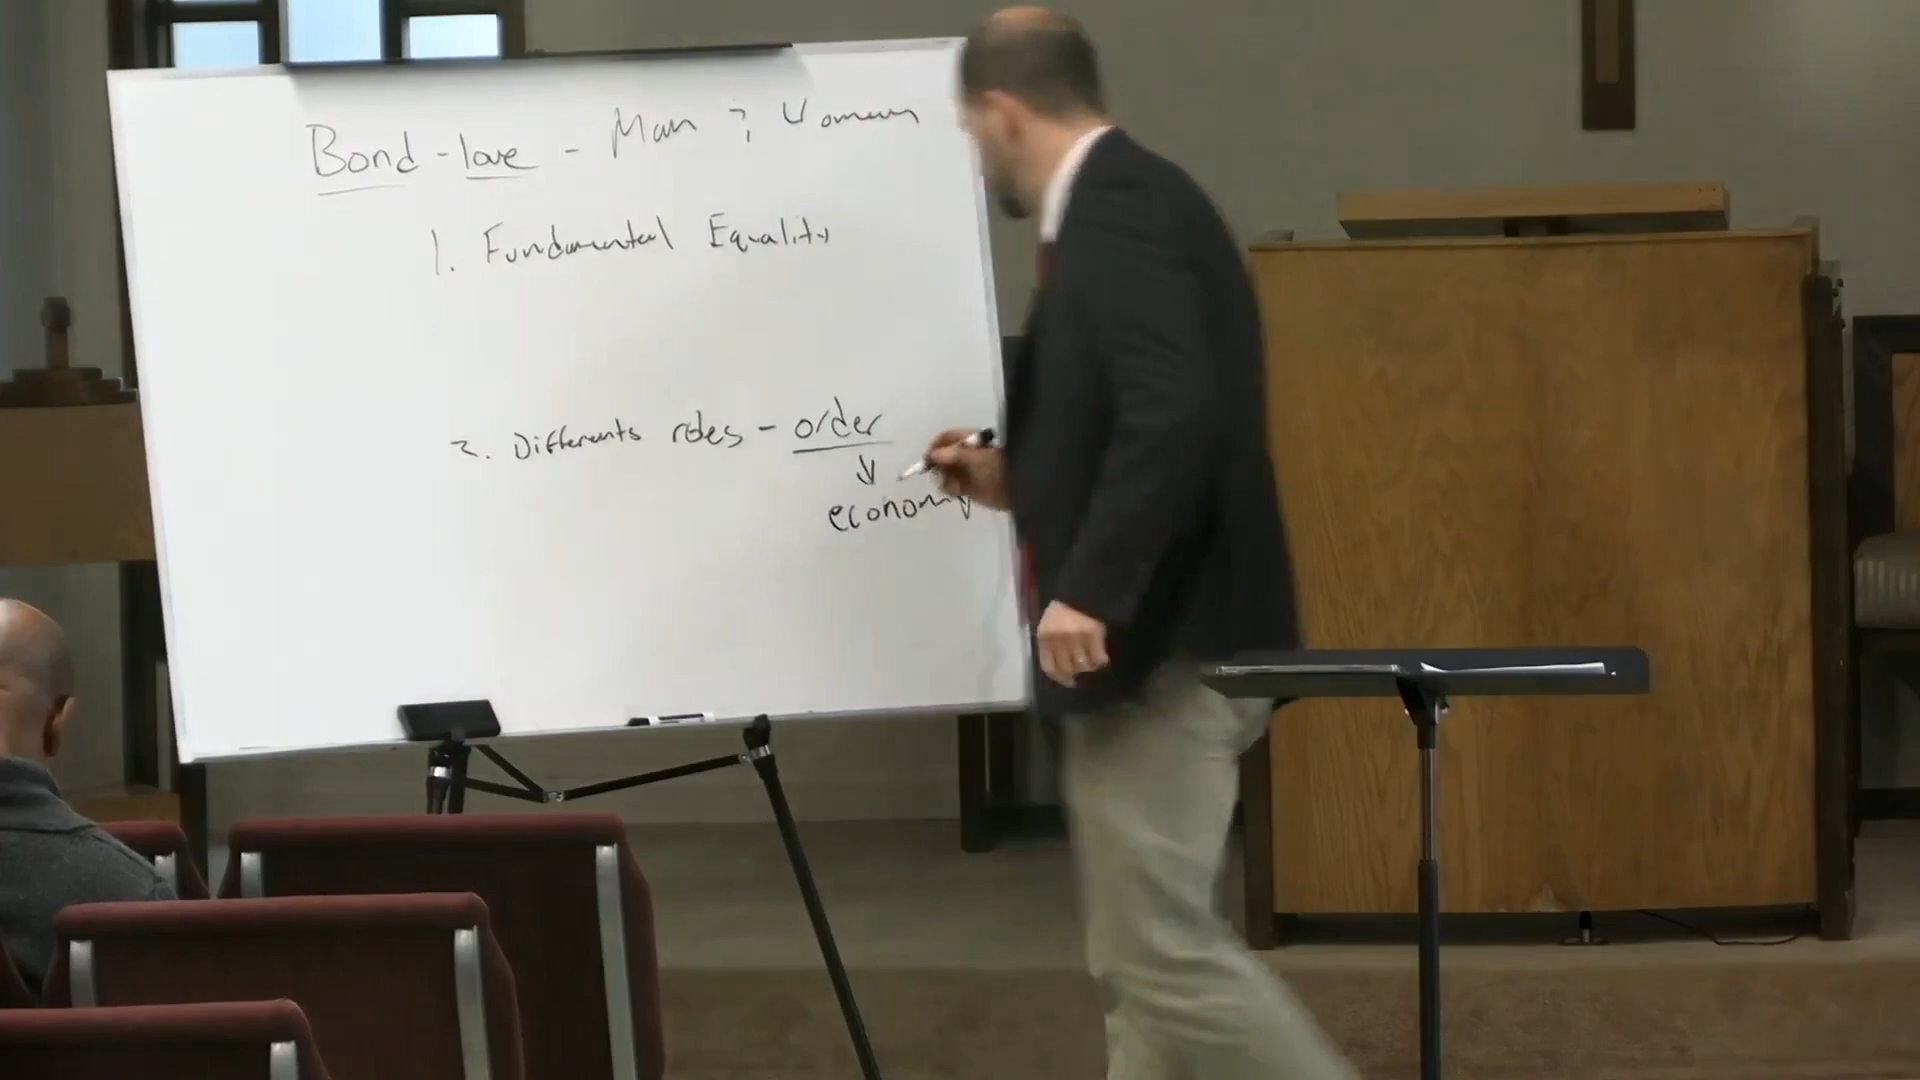 Bond - love - Man & Woman
1. Fundamental Equality
2. Differents roles - order
economy